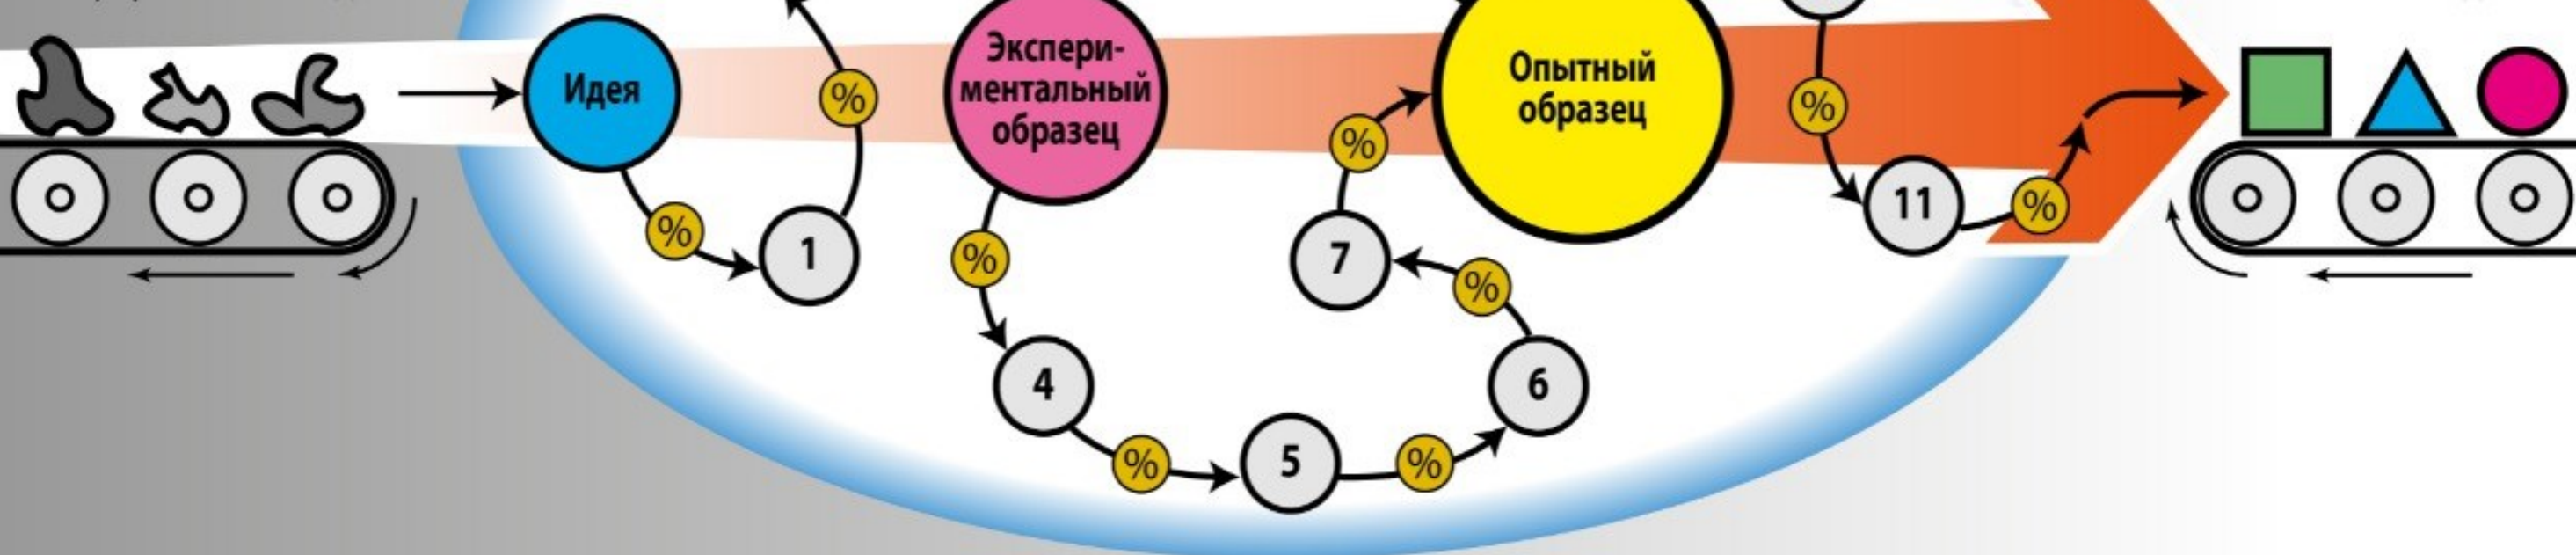 Идея
%
%
1
Экспери-
ментальный
образец
%
4
%
5
%
6
%
7
%
Опытный
образец
%
11
%